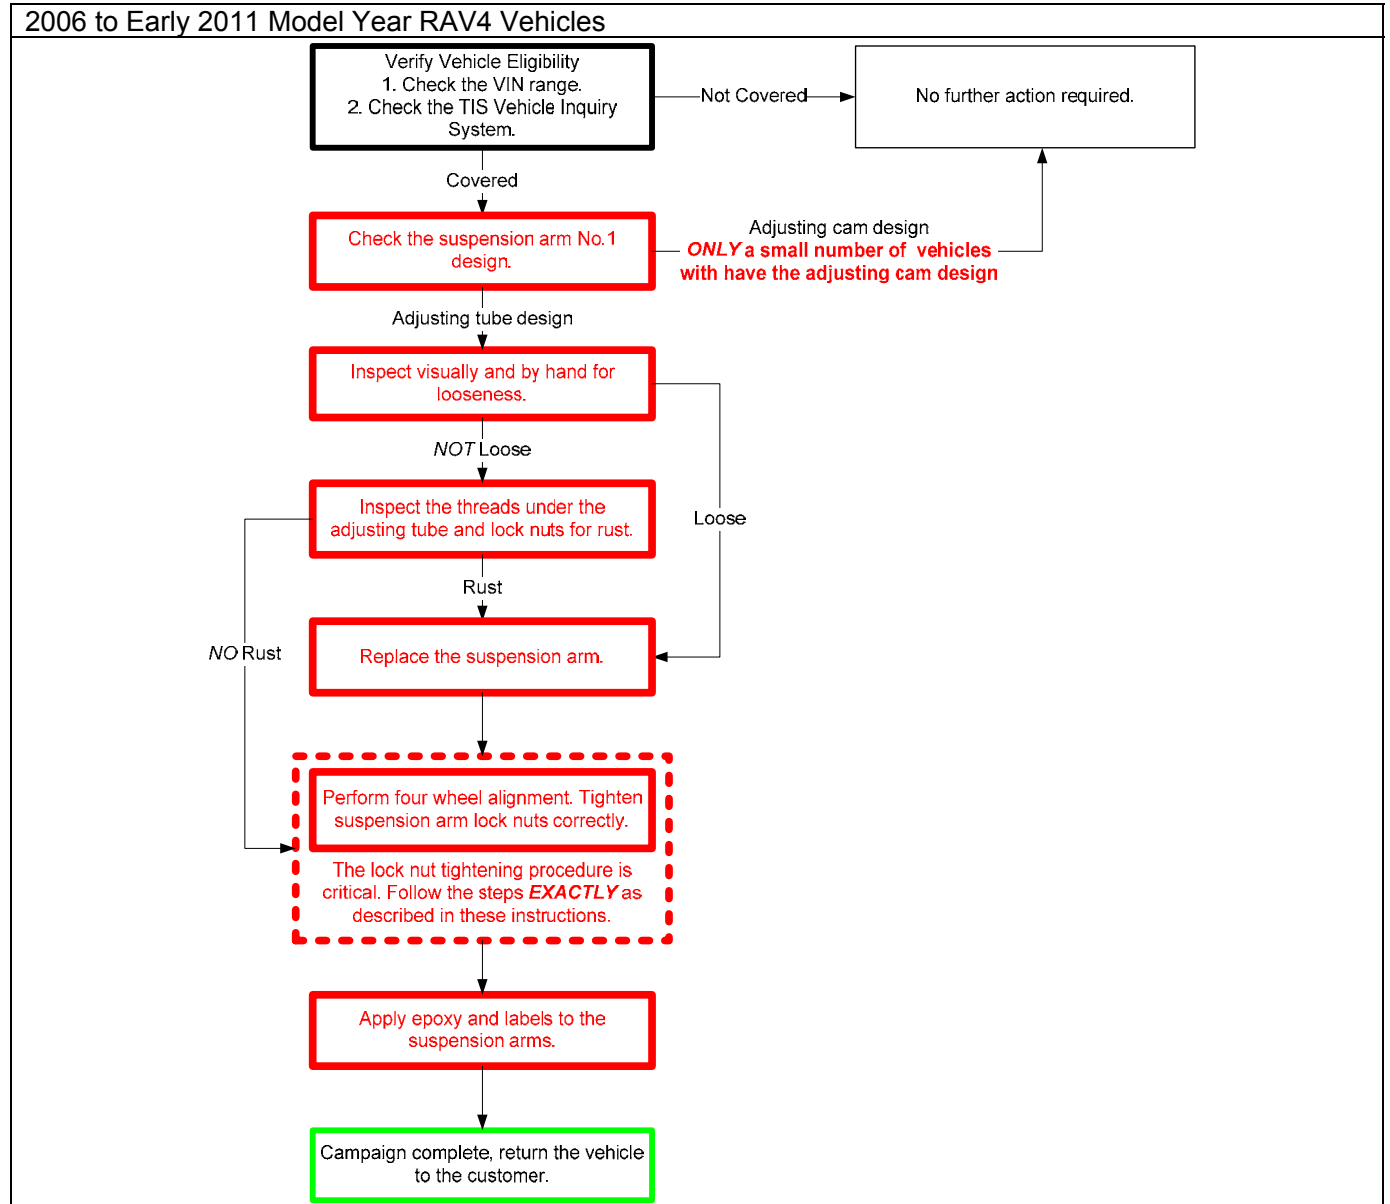 2006 to Early 2011 Model Year RAV4 Vehicles
Verify Vehicle Eligibility
1. Check the VIN range.
2. Check the TIS Vehicle Inquiry
System.
Not Covered
No further action required.
Covered
Check the suspension arm No.1
design.
Adjusting cam design
ONLY a small number of vehicles
with have the adjusting cam design
Adjusting tube design
Inspect visually and by hand for
looseness.
NOT Loose
Loose
Inspect the threads under the
adjusting tube and lock nuts for rust.
Rust
NO Rust
Replace the suspension arm.
Perform four wheel alignment. Tighten
suspension arm lock nuts correctly.
The lock nut tightening procedure is
critical. Follow the steps EXACTLY as
described in these instructions.
Apply epoxy and labels to the
suspension arms.
Campaign complete, return the vehicle
to the customer.